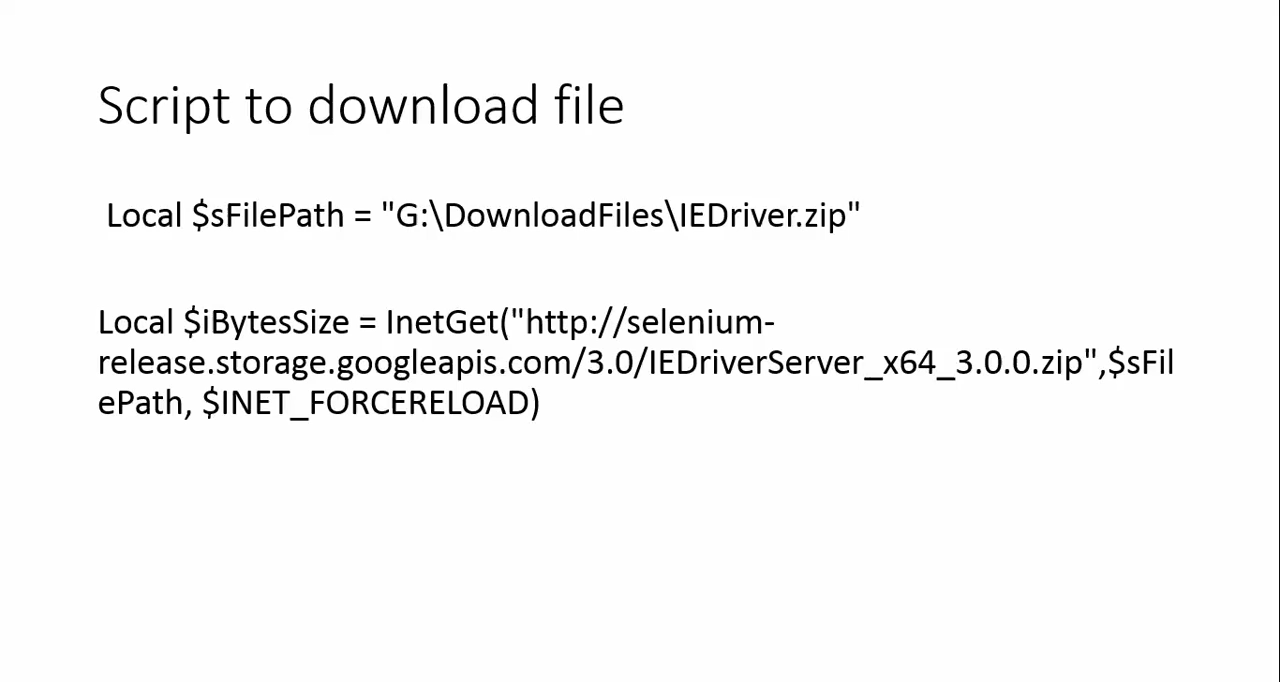 Script to download file
Local $sFilePath = "G:\DownloadFiles\IEDriver.zip"
Local $iBytesSize = InetGet("http://selenium-
release.storage.googleapis.com/3.0/IEDriverServer_x64_3.0.0.zip",$sFil
ePath, $INET_FORCERELOAD)